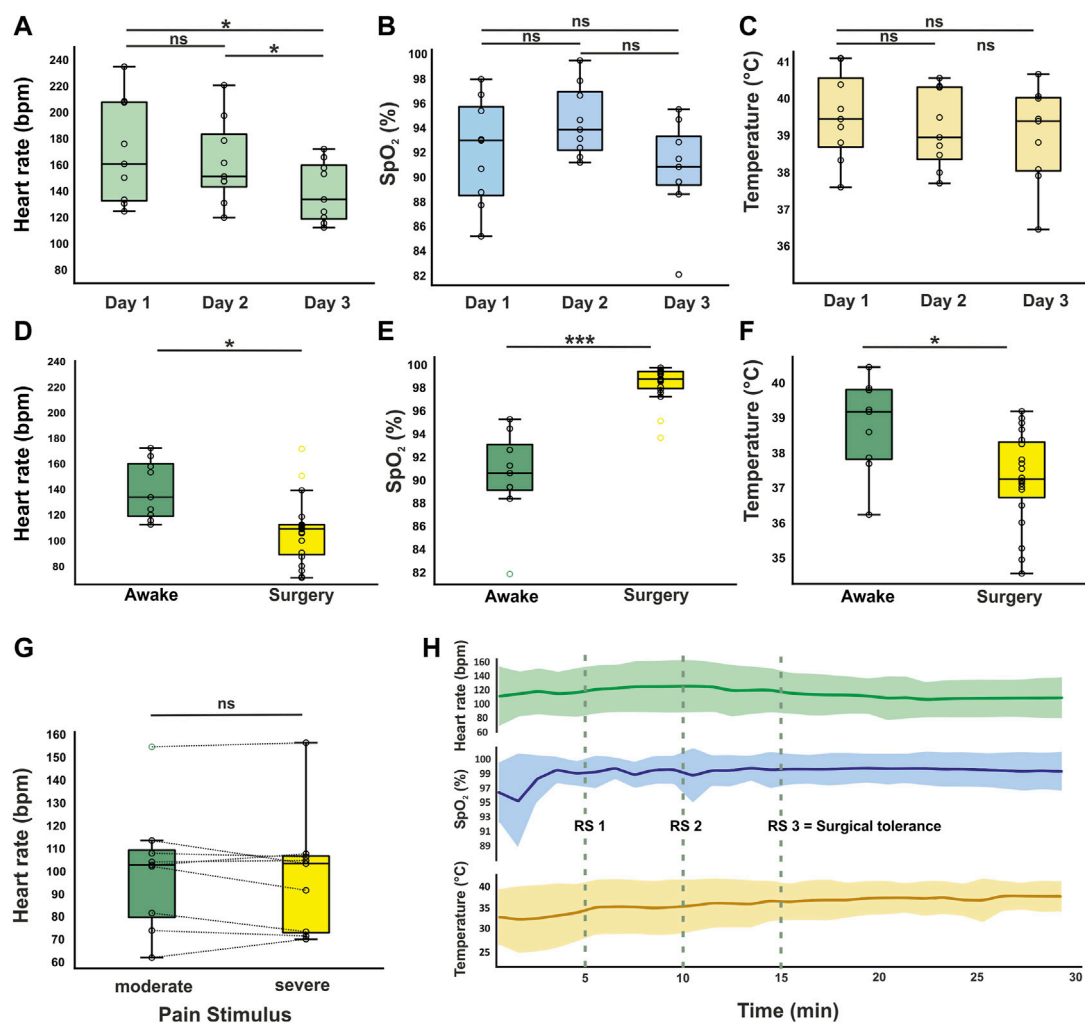 A
*
ns
*
Heart rate (bpm)
240
220
200
180
160
140
120
100
80
Day 1
Day 2
Day 3
B
ns
ns
ns
SpO₂ (%)
100
98
96
94
92
90
88
86
84
82
Day 1
Day 2
Day 3
C
ns
ns
ns
Temperature (°C)
41
40
39
38
37
36
Day 1
Day 2
Day 3
D
*
Heart rate (bpm)
240
220
200
180
160
140
120
100
80
Awake
Surgery
E
***
SpO₂ (%)
100
98
96
94
92
90
88
86
84
82
Awake
Surgery
F
*
Temperature (°C)
40
39
38
37
36
35
Awake
Surgery
G
ns
Heart rate (bpm)
160
150
140
130
120
110
100
90
80
70
60
moderate
severe
Pain Stimulus
H
Heart rate (bpm)
160
140
120
100
80
60
SpO₂ (%)
100
99
97
95
93
91
89
RS 1
RS 2
RS 3 = Surgical tolerance
Temperature (°C)
40
35
30
25
5
10
15
20
25
30
Time (min)